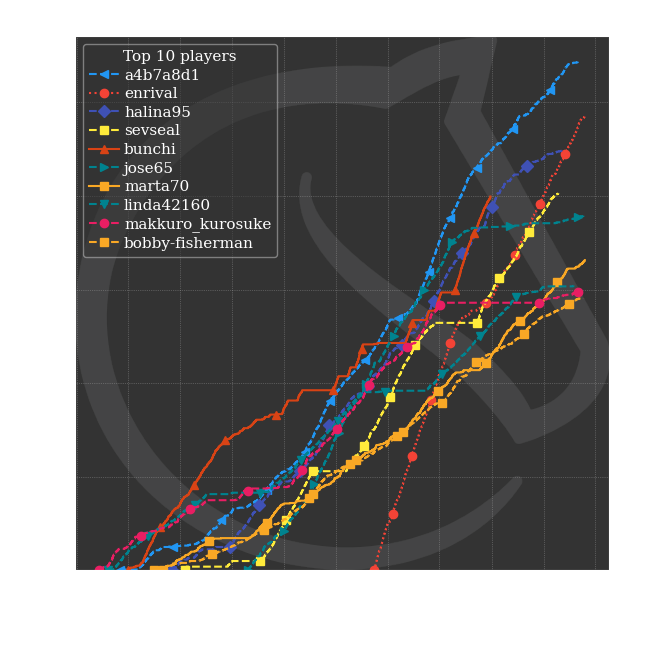 Top 10 players
a4b7a8d1
enrival
halina95
sevseal
bunchi
jose65
marta70
linda42160
makkuro_kurosuke
bobby-fisherman